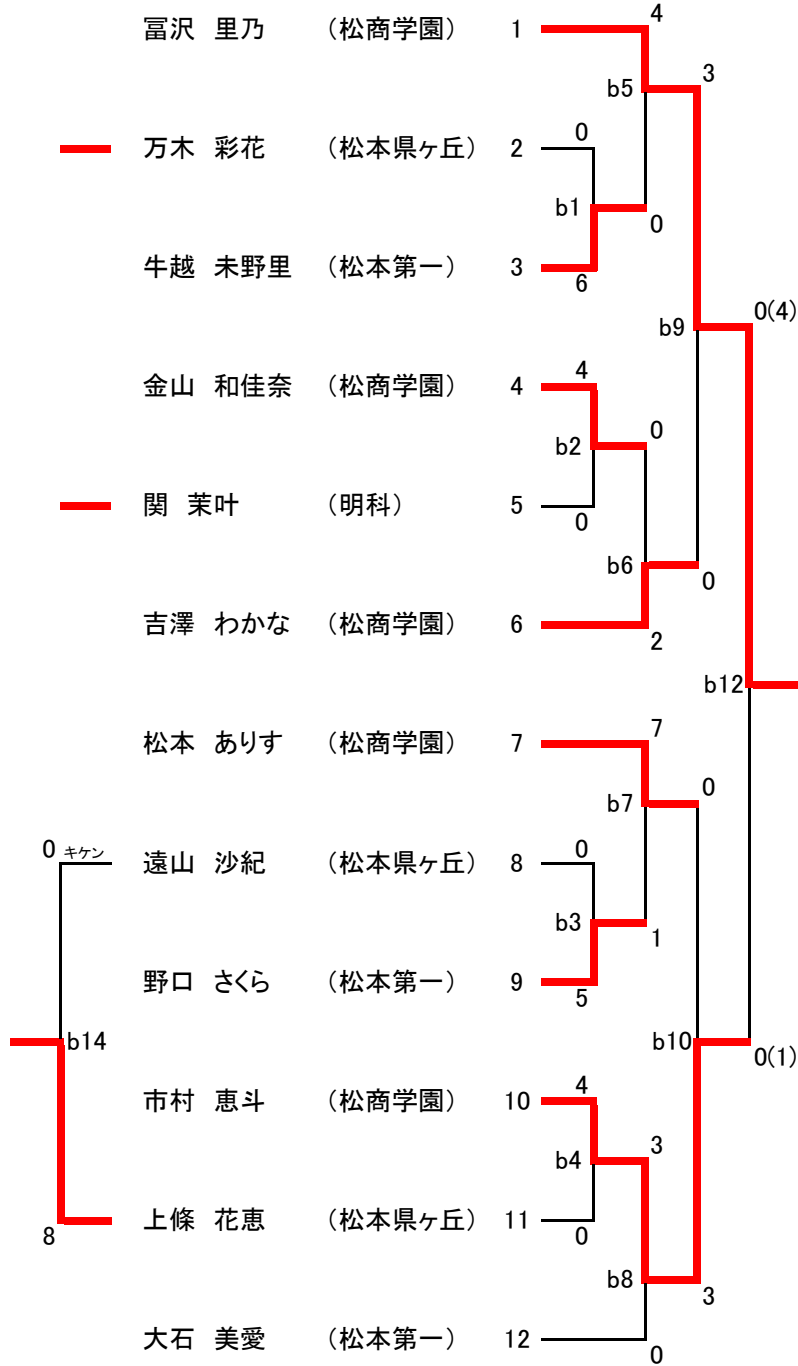 冨沢 里乃 （松商学園） 1
4
3
b5
0
万木 彩花 （松本県ヶ丘） 2
b1
0
牛越 未野里 （松本第一） 3
6
0(4)
b9
4
金山 和佳奈 （松商学園） 4
0
b2
関 茉叶 （明科） 5
0
b6
0
吉澤 わかな （松商学園） 6
2
b12
7
松本 ありす （松商学園） 7
0
b7
0 キケン
遠山 沙紀 （松本県ヶ丘） 8
0
b3
1
野口 さくら （松本第一） 9
5
b14
b10
0(1)
4
市村 恵斗 （松商学園） 10
3
b4
上條 花恵 （松本県ヶ丘） 11
8
0
b8
3
大石 美愛 （松本第一） 12
0